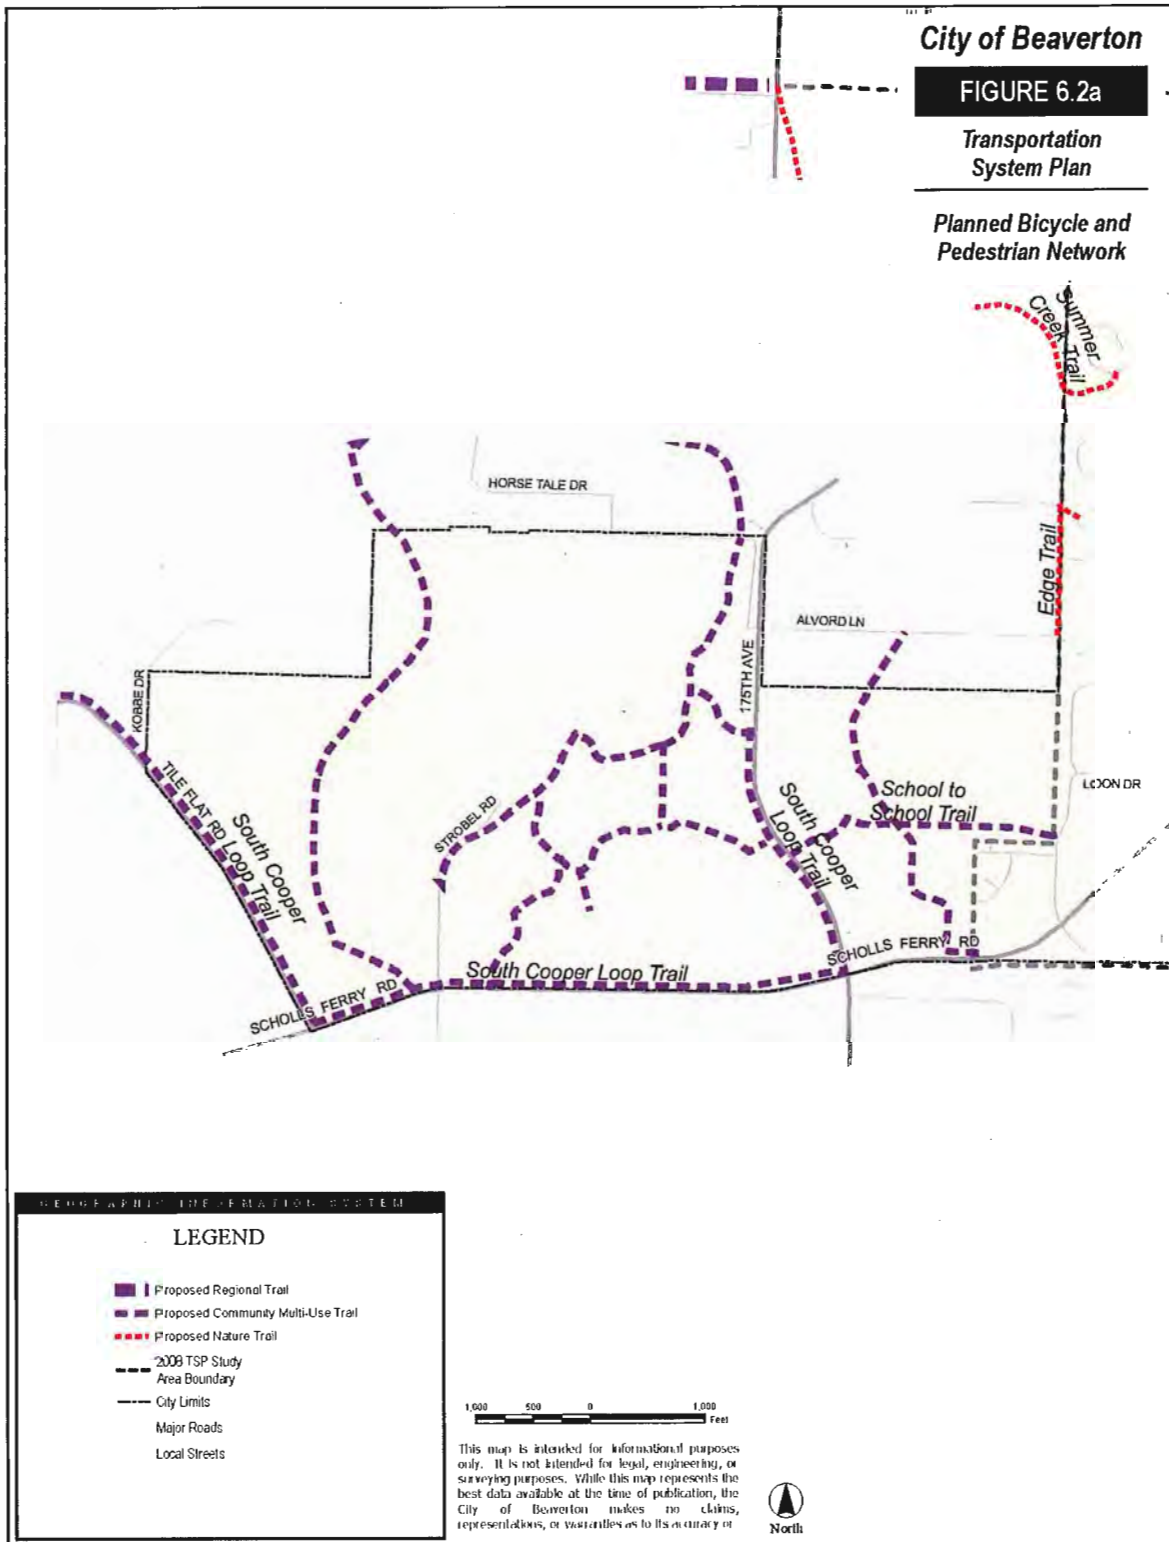 City of Beaverton
FIGURE 6.2a
Transportation
System Plan
Planned Bicycle and
Pedestrian Network
Summer
Creek Trail
HORSE TALE DR
Edge Trail
ALVORD LN
175TH AVE
KOBBE DR
TILE FLAT RD
South Cooper
Loop Trail
STROBEL RD
South Cooper
Loop Trail
School to
School Trail
LOON DR
SCHOLLS FERRY RD
South Cooper Loop Trail
SCHOLLS FERRY RD
GEOGRAPHIC INFORMATION SYSTEM
LEGEND
Proposed Regional Trail
Proposed Community Multi-Use Trail
Proposed Nature Trail
2008 TSP Study
Area Boundary
City Limits
Major Roads
Local Streets
1,000 500 0 1,000
Feet
This map is intended for informational purposes
only. It is not intended for legal, engineering, or
surveying purposes. While this map represents the
best data available at the time of publication, the
City of Beaverton makes no claims,
representations, or warranties as to its accuracy or
North